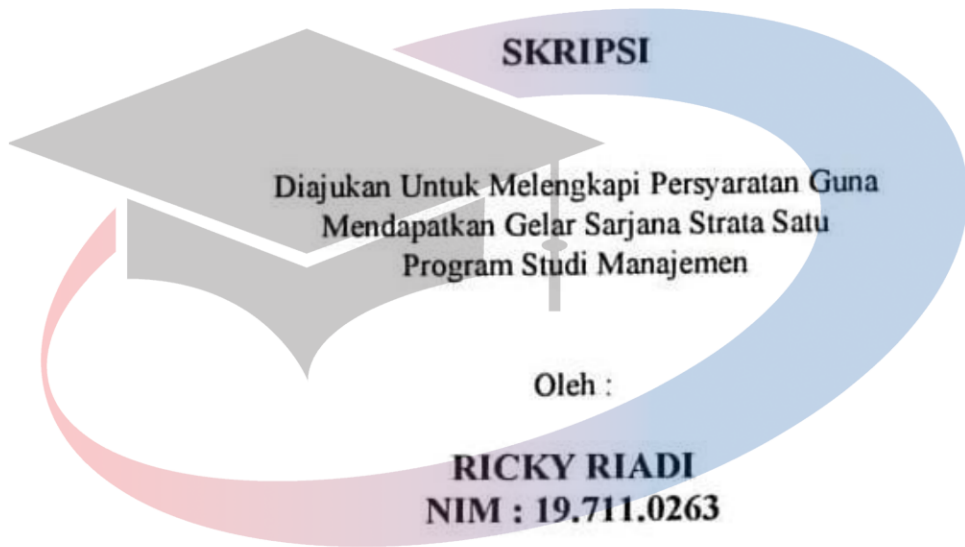 SKRIPSI
Diajukan Untuk Melengkapi Persyaratan Guna
Mendapatkan Gelar Sarjana Strata Satu
Program Studi Manajemen
Oleh :
RICKY RIADI
NIM : 19.711.0263